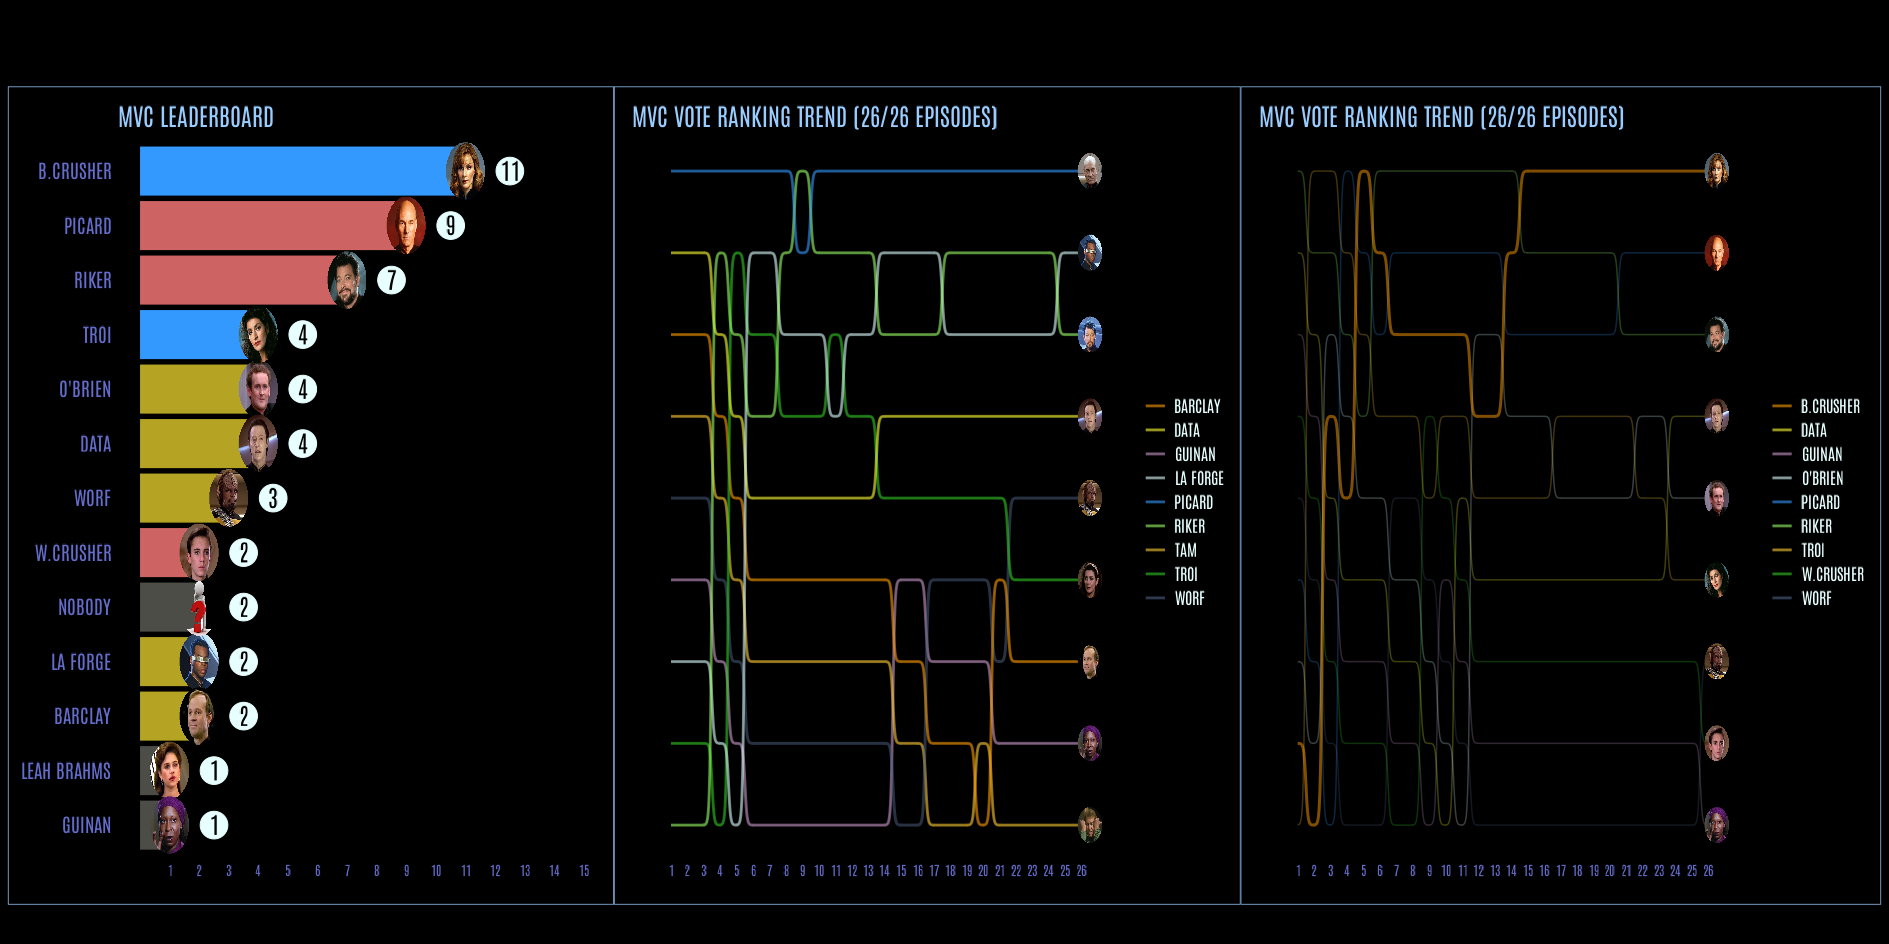 MVC LEADERBOARD
B.CRUSHER 11
PICARD 9
RIKER 7
TROI 4
O'BRIEN 4
DATA 4
WORF 3
W.CRUSHER 2
NOBODY 2
LA FORGE 2
BARCLAY 2
LEAH BRAHMS 1
GUINAN 1
1 2 3 4 5 6 7 8 9 10 11 12 13 14 15
MVC VOTE RANKING TREND (26/26 EPISODES)
BARCLAY
DATA
GUINAN
LA FORGE
PICARD
RIKER
TAM
TROI
WORF
1 2 3 4 5 6 7 8 9 10 11 12 13 14 15 16 17 18 19 20 21 22 23 24 25 26
MVC VOTE RANKING TREND (26/26 EPISODES)
B.CRUSHER
DATA
GUINAN
O'BRIEN
PICARD
RIKER
TROI
W.CRUSHER
WORF
1 2 3 4 5 6 7 8 9 10 11 12 13 14 15 16 17 18 19 20 21 22 23 24 25 26